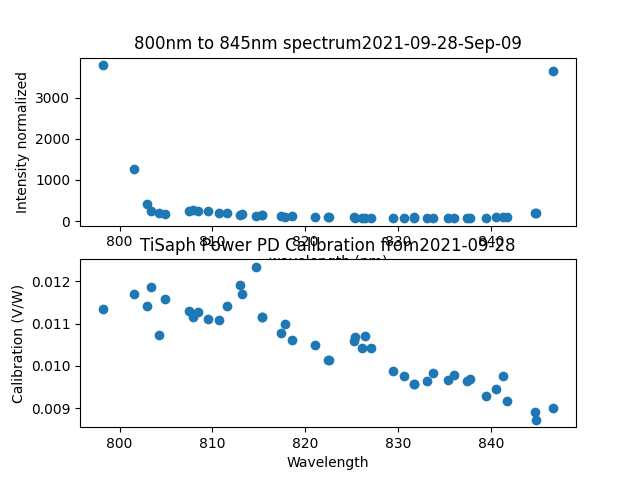 800nm to 845nm spectrum2021-09-28-Sep-09
Intensity normalized
3000
2000
1000
0
800 810 820 830 840
wavelength (nm)
TiSaph Power PD Calibration from2021-09-28
Calibration (V/W)
0.012
0.011
0.010
0.009
800 810 820 830 840
Wavelength